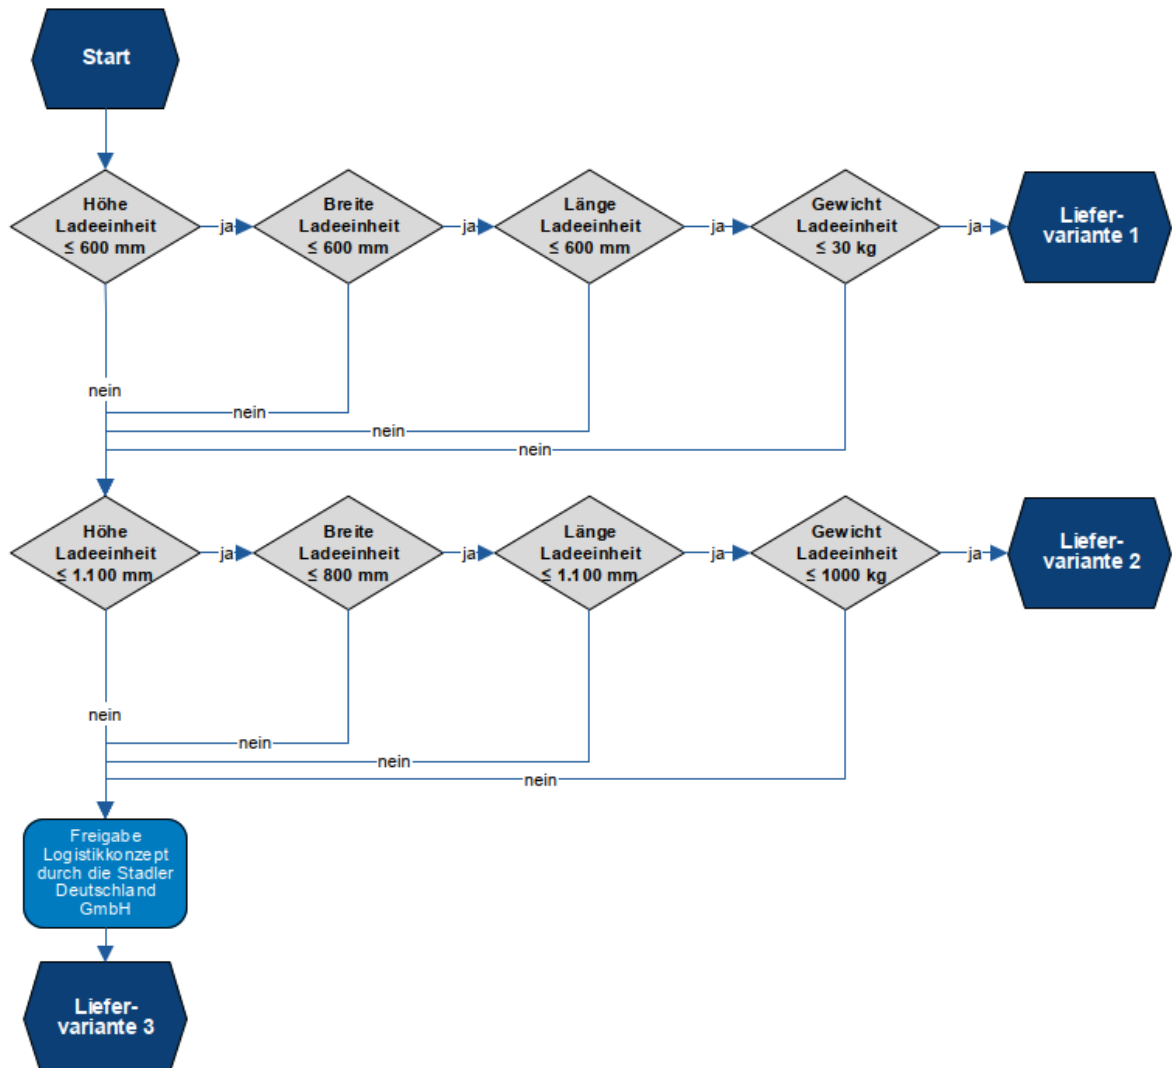 Start
Höhe
Ladeeinheit
≤ 600 mm
ja
Breite
Ladeeinheit
≤ 600 mm
ja
Länge
Ladeeinheit
≤ 600 mm
ja
Gewicht
Ladeeinheit
≤ 30 kg
ja
Liefer-
variante 1
nein
nein
nein
nein
Höhe
Ladeeinheit
≤ 1.100 mm
ja
Breite
Ladeeinheit
≤ 800 mm
ja
Länge
Ladeeinheit
≤ 1.100 mm
ja
Gewicht
Ladeeinheit
≤ 1000 kg
ja
Liefer-
variante 2
nein
nein
nein
nein
Freigabe
Logistikkonzept
durch die Stadler
Deutschland
GmbH
Liefer-
variante 3